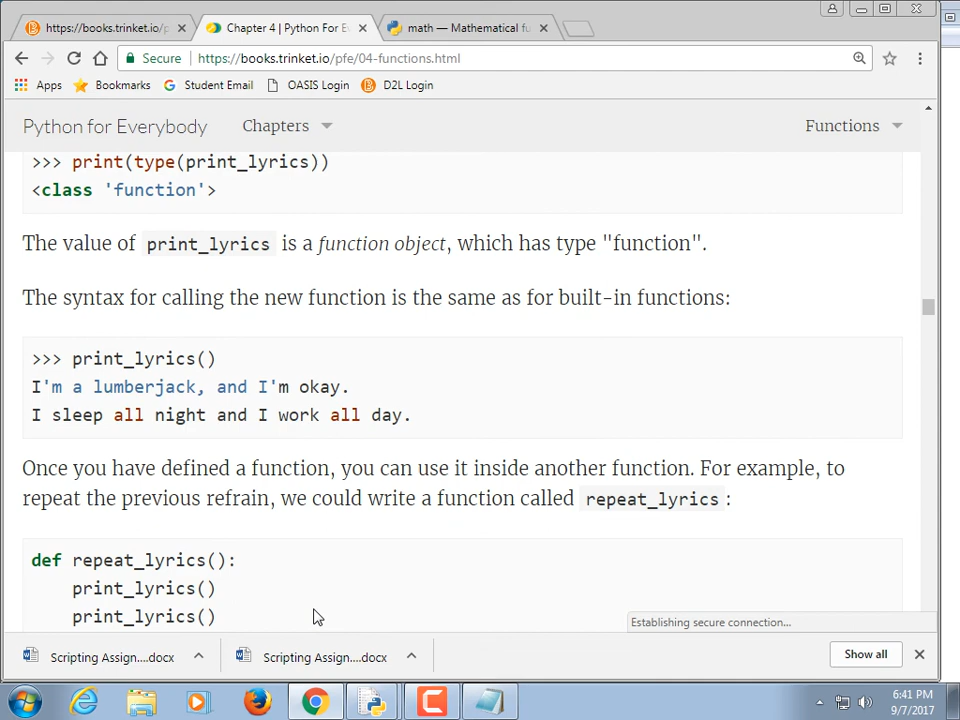 https://books.trinket.io/p
Chapter 4 | Python For E
math — Mathematical fu
Secure
https://books.trinket.io/pfe/04-functions.html
Apps
Bookmarks
Student Email
OASIS Login
D2L Login
Python for Everybody
Chapters
Functions
>>> print(type(print_lyrics))
<class 'function'>
The value of print_lyrics is a function object, which has type "function".
The syntax for calling the new function is the same as for built-in functions:
>>> print_lyrics()
I'm a lumberjack, and I'm okay.
I sleep all night and I work all day.
Once you have defined a function, you can use it inside another function. For example, to
repeat the previous refrain, we could write a function called repeat_lyrics:
def repeat_lyrics():
    print_lyrics()
    print_lyrics()
Establishing secure connection...
Scripting Assign....docx
Scripting Assign....docx
Show all
6:41 PM
9/7/2017